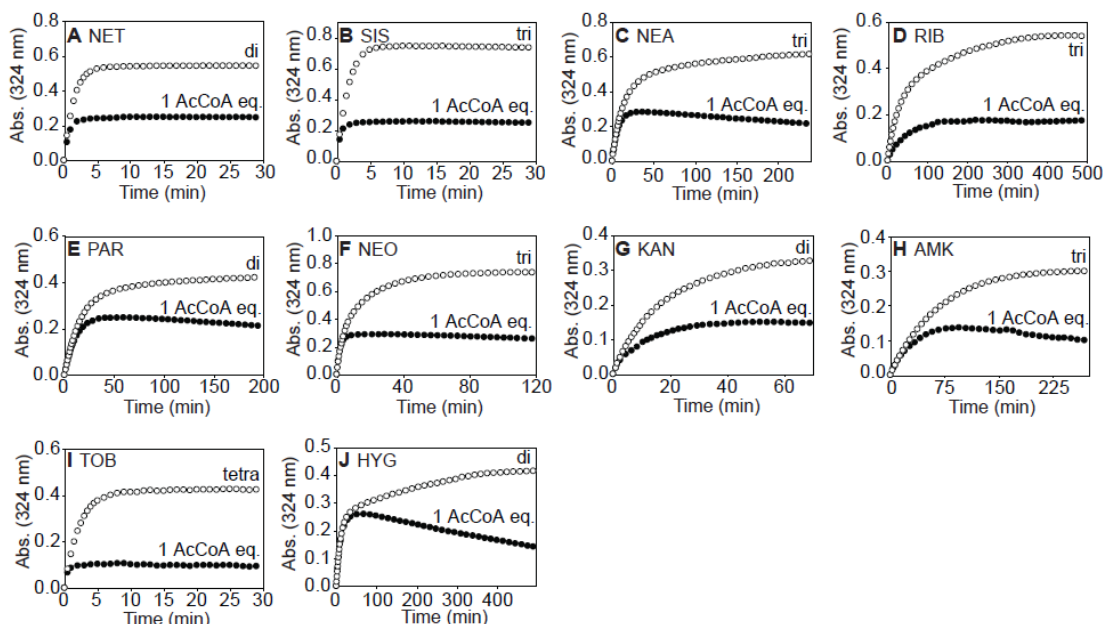 A NET
di
1 AcCoA eq.
Abs. (324 nm)
0.8
0.6
0.4
0.2
0.0
0 5 10 15 20 25 30
Time (min)
B SIS
tri
1 AcCoA eq.
Abs. (324 nm)
0.8
0.6
0.4
0.2
0.0
0 5 10 15 20 25 30
Time (min)
C NEA
tri
1 AcCoA eq.
Abs. (324 nm)
0.8
0.6
0.4
0.2
0.0
0 50 100 150 200
Time (min)
D RIB
tri
1 AcCoA eq.
Abs. (324 nm)
0.6
0.4
0.2
0.0
0 100 200 300 400 500
Time (min)
E PAR
di
1 AcCoA eq.
Abs. (324 nm)
0.6
0.4
0.2
0.0
0 50 100 150 200
Time (min)
F NEO
tri
1 AcCoA eq.
Abs. (324 nm)
1.0
0.8
0.6
0.4
0.2
0.0
0 40 80 120
Time (min)
G KAN
di
1 AcCoA eq.
Abs. (324 nm)
0.4
0.3
0.2
0.1
0.0
0 20 40 60
Time (min)
H AMK
tri
1 AcCoA eq.
Abs. (324 nm)
0.4
0.3
0.2
0.1
0.0
0 75 150 225
Time (min)
I TOB
tetra
1 AcCoA eq.
Abs. (324 nm)
0.6
0.4
0.2
0.0
0 5 10 15 20 25 30
Time (min)
J HYG
di
1 AcCoA eq.
Abs. (324 nm)
0.5
0.4
0.3
0.2
0.1
0.0
0 100 200 300 400
Time (min)